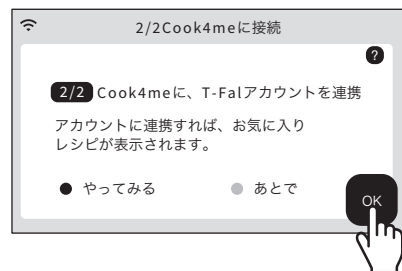 2/2Cook4meに接続
?
2/2 Cook4meに、T-Falアカウントを連携
アカウントに連携すれば、お気に入り
レシピが表示されます。
やってみる あとで
OK